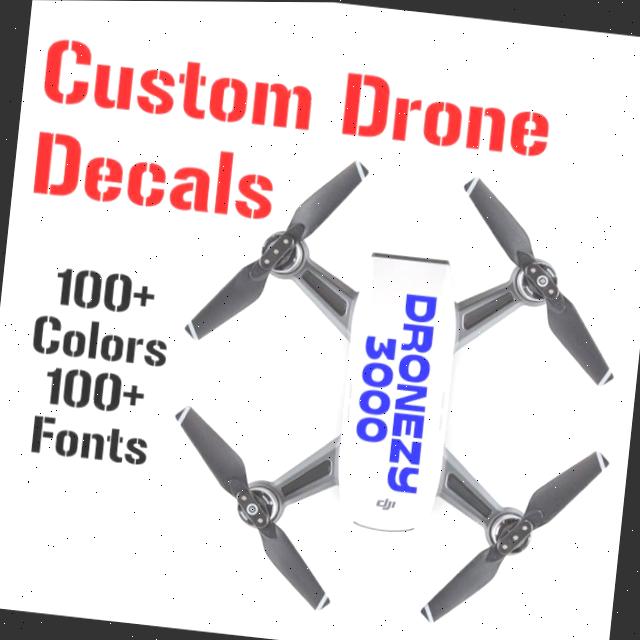 Custom Drone
Decals
100+
Colors
100+
Fonts
DRONEZY
3000
dji